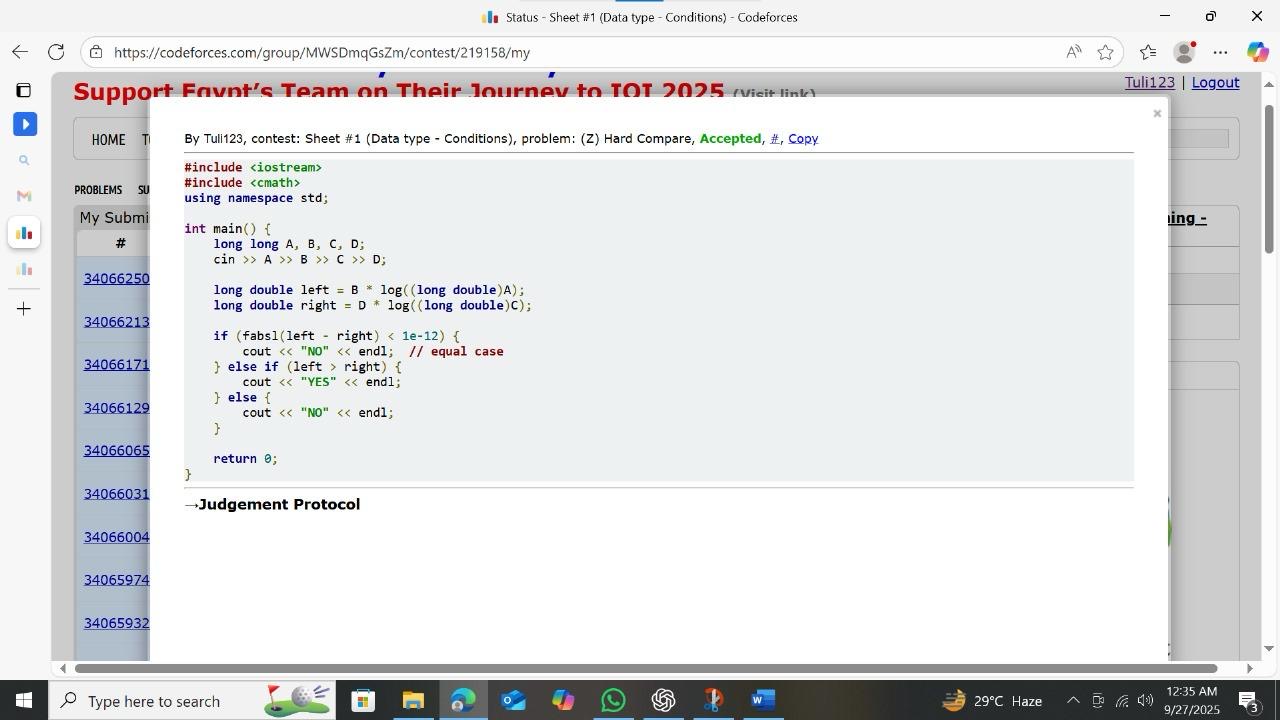 Status - Sheet #1 (Data type - Conditions) - Codeforces
https://codeforces.com/group/MWSDmqGsZm/contest/219158/my
Support Egypt's Team on Their Journey to IOI 2025 (Visit link)
Tuli123 | Logout
HOME
PROBLEMS SU
My Submi
ing -
#
34066250
34066213
34066171
34066129
34066065
34066031
34066004
34065974
34065932
×
By Tuli123, contest: Sheet #1 (Data type - Conditions), problem: (Z) Hard Compare, Accepted, #, Copy
#include <iostream>
#include <cmath>
using namespace std;
int main() {
long long A, B, C, D;
cin >> A >> B >> C >> D;
long double left = B * log((long double)A);
long double right = D * log((long double)C);
if (fabsl(left - right) < 1e-12) {
cout << "NO" << endl; // equal case
} else if (left > right) {
cout << "YES" << endl;
} else {
cout << "NO" << endl;
}
return 0;
}
→Judgement Protocol
Type here to search
29°C Haze
12:35 AM
9/27/2025
3